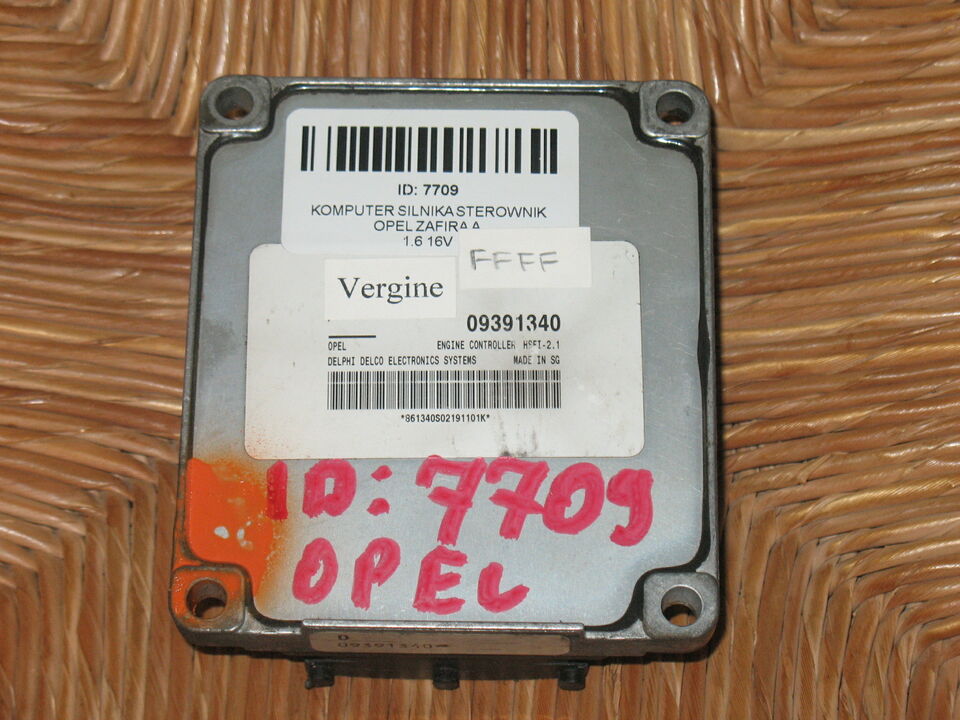 ID: 7709
KOMPUTER SILNIKA STEROWNIK
OPEL ZAFIRA A
1.6 16V
FFFF
Vergine
09391340
OPEL ENGINE CONTROLLER HSFI-2.1
DELPHI DELCO ELECTRONICS SYSTEMS MADE IN SG
*861340S02191101K*
ID: 7709
OPEL
D
09391340